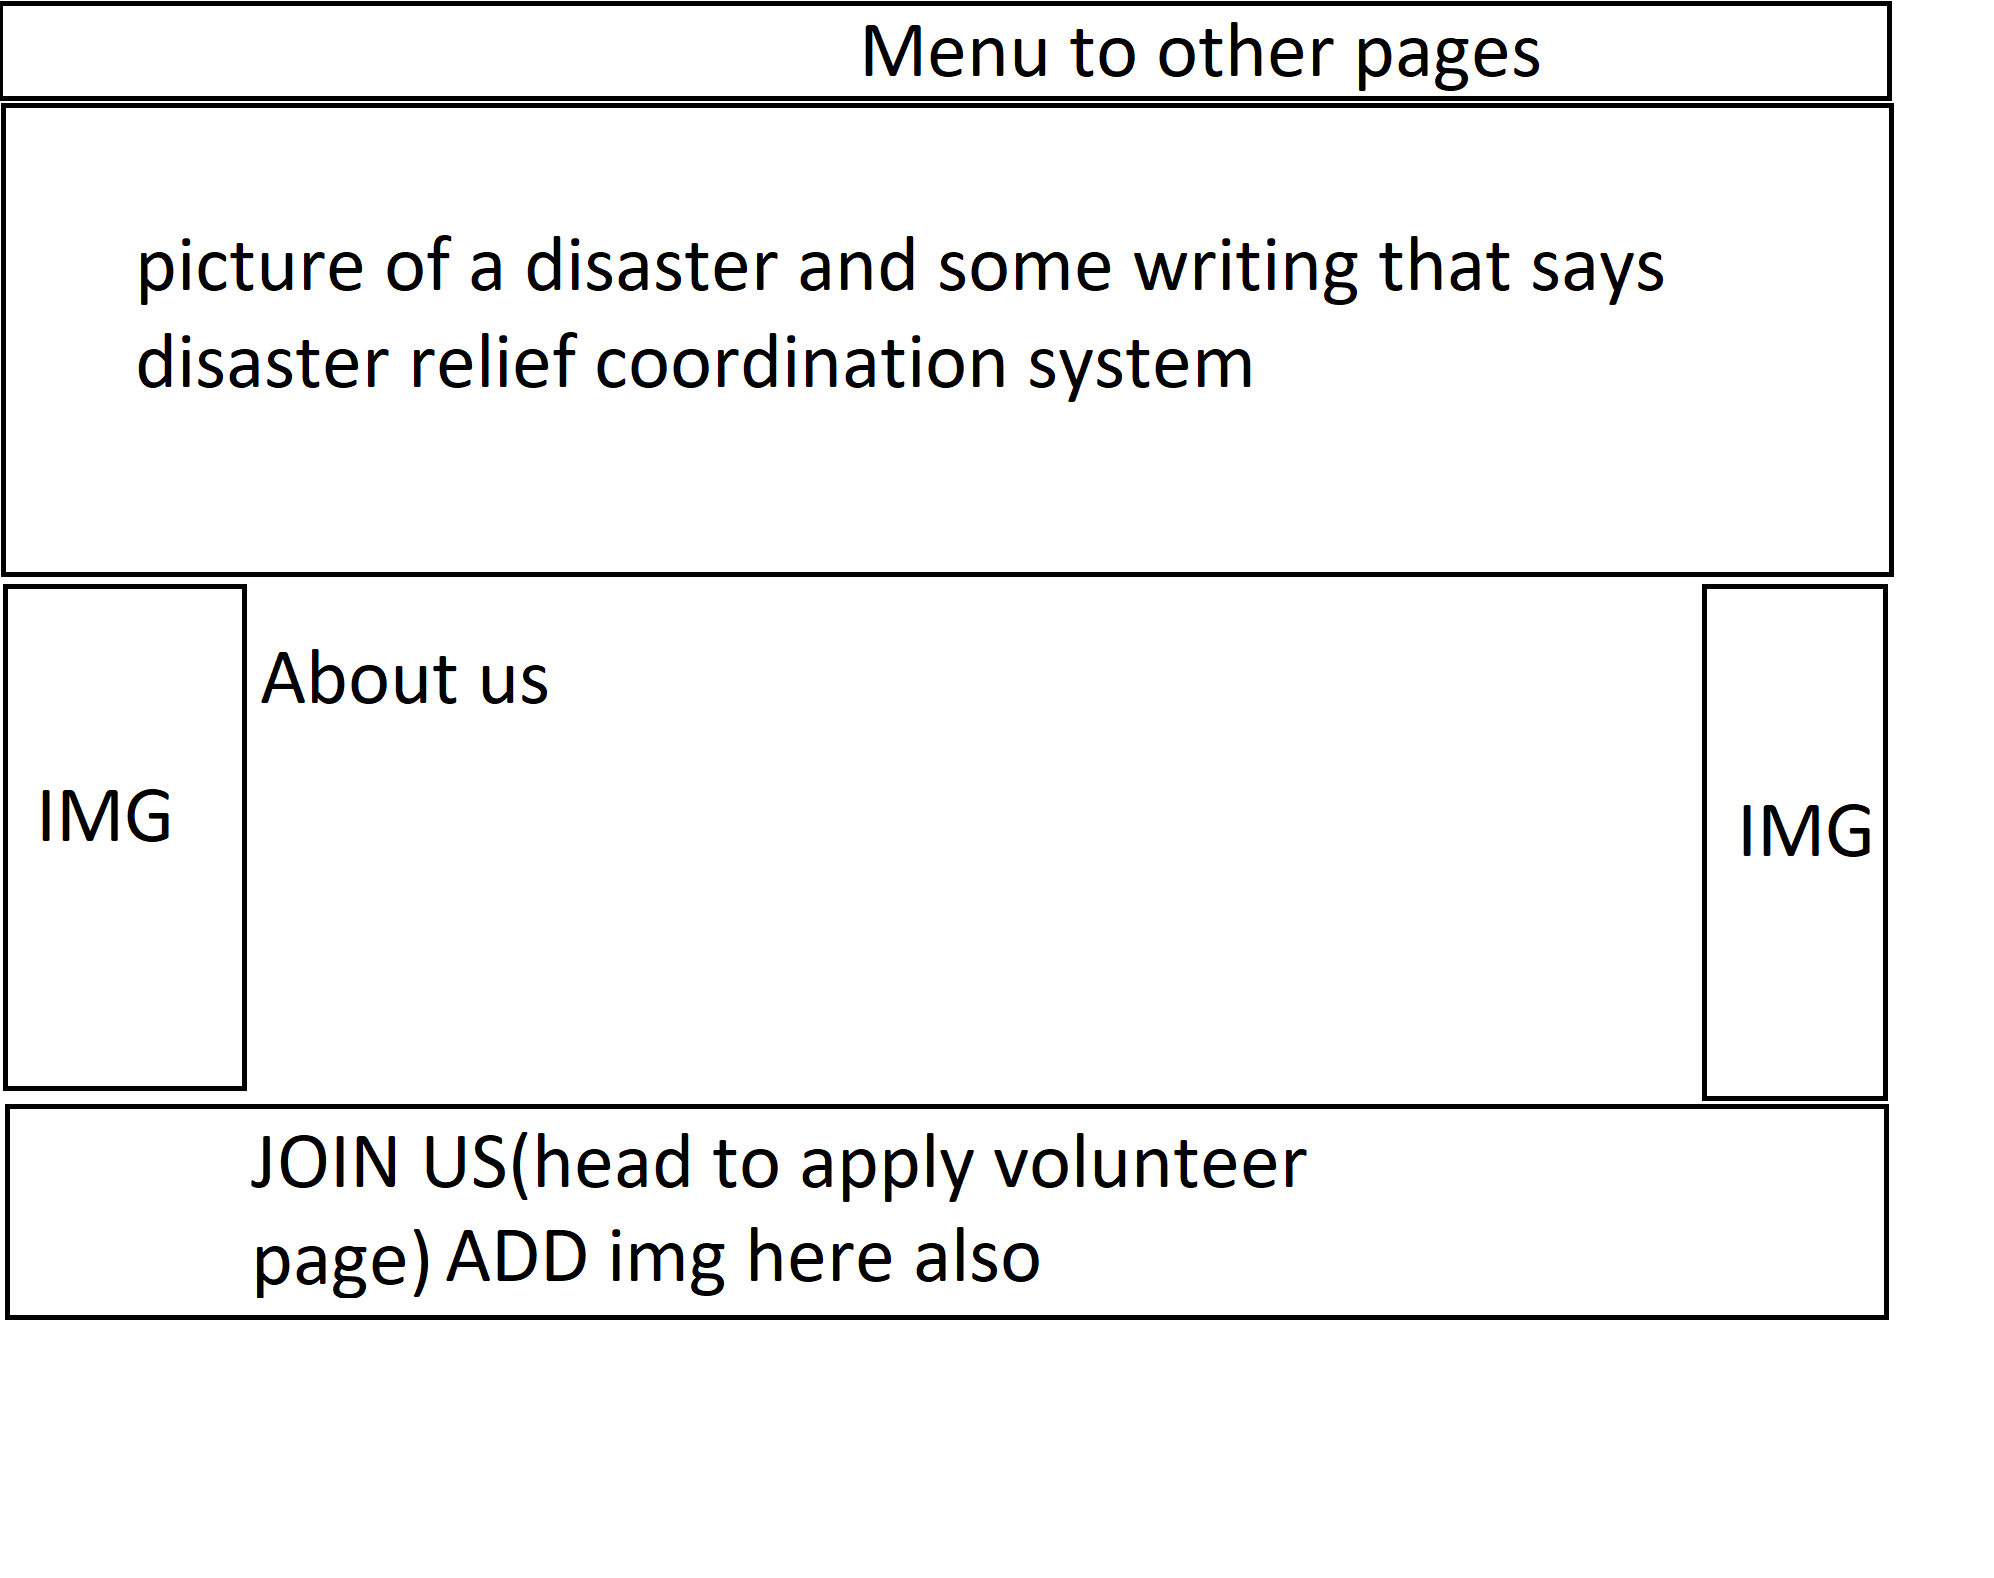 Menu to other pages
picture of a disaster and some writing that says
disaster relief coordination system
About us
IMG
IMG
JOIN US(head to apply volunteer
page) ADD img here also